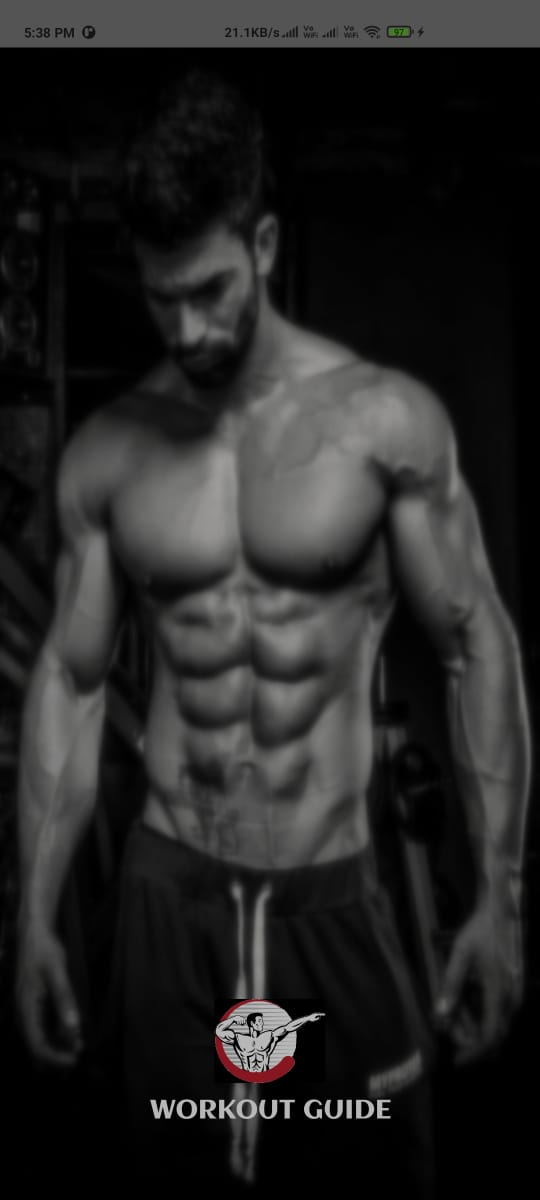 5:38 PM 21.1KB/s Vo WiFi Vo WiFi 97
WORKOUT GUIDE